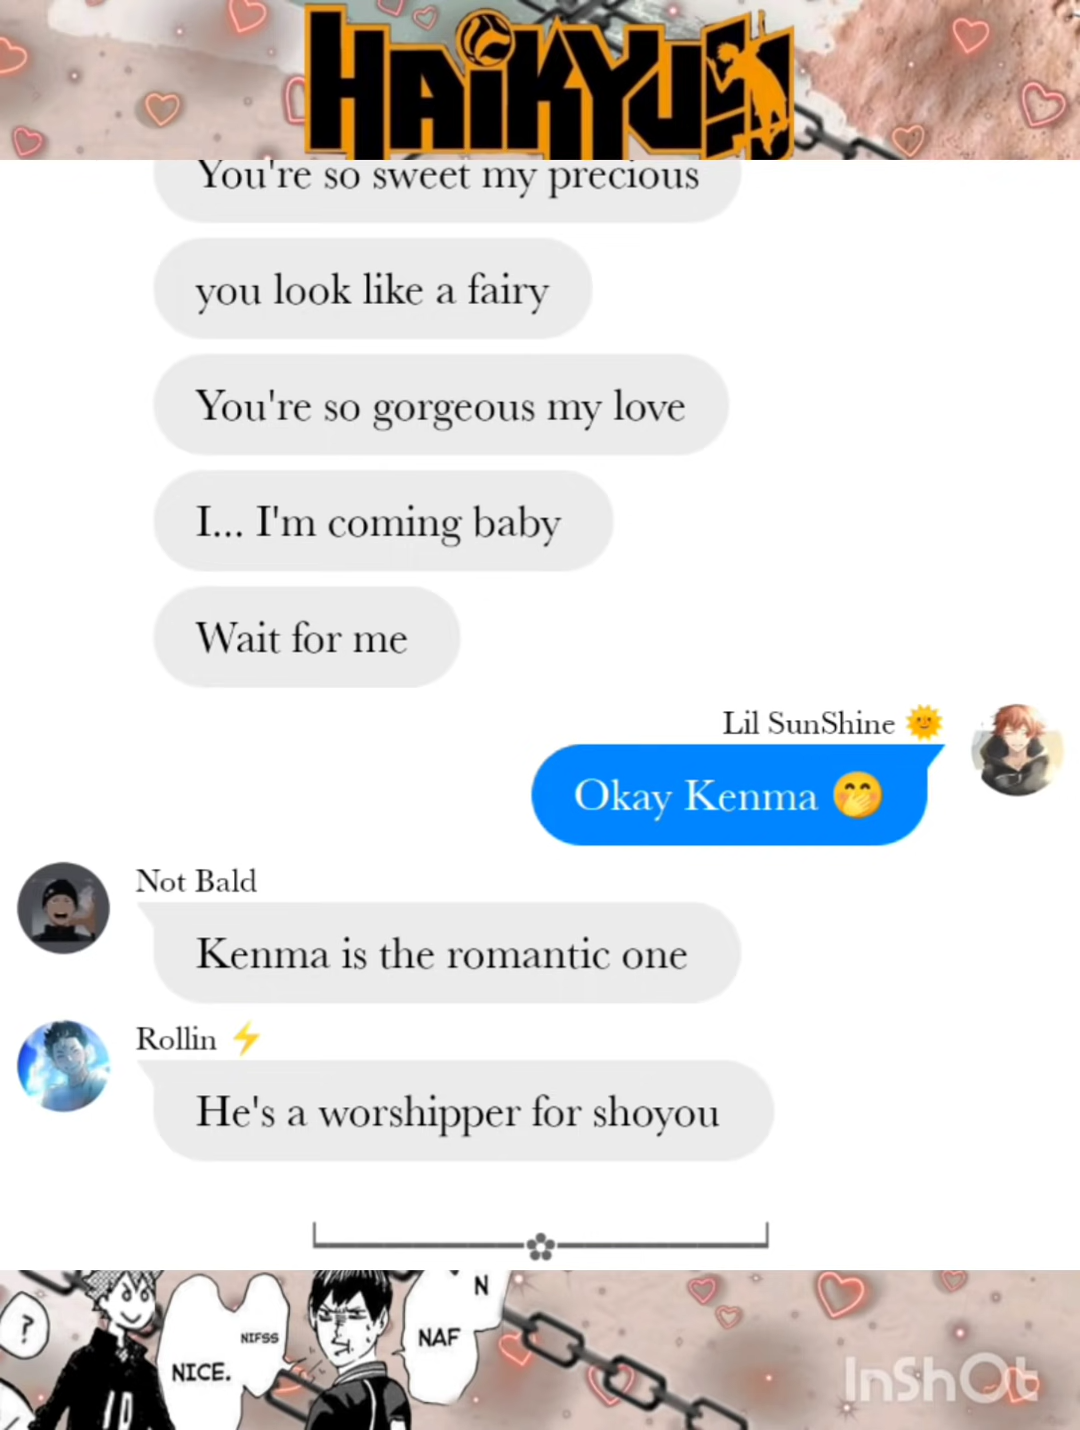 HAIKYU!!
You're so sweet my precious
you look like a fairy
You're so gorgeous my love
I... I'm coming baby
Wait for me
Lil SunShine 🌞
Okay Kenma 🤭
Not Bald
Kenma is the romantic one
Rollin ⚡
He's a worshipper for shoyou
?
NIFSS
NICE.
N
NAF
10
InShOt